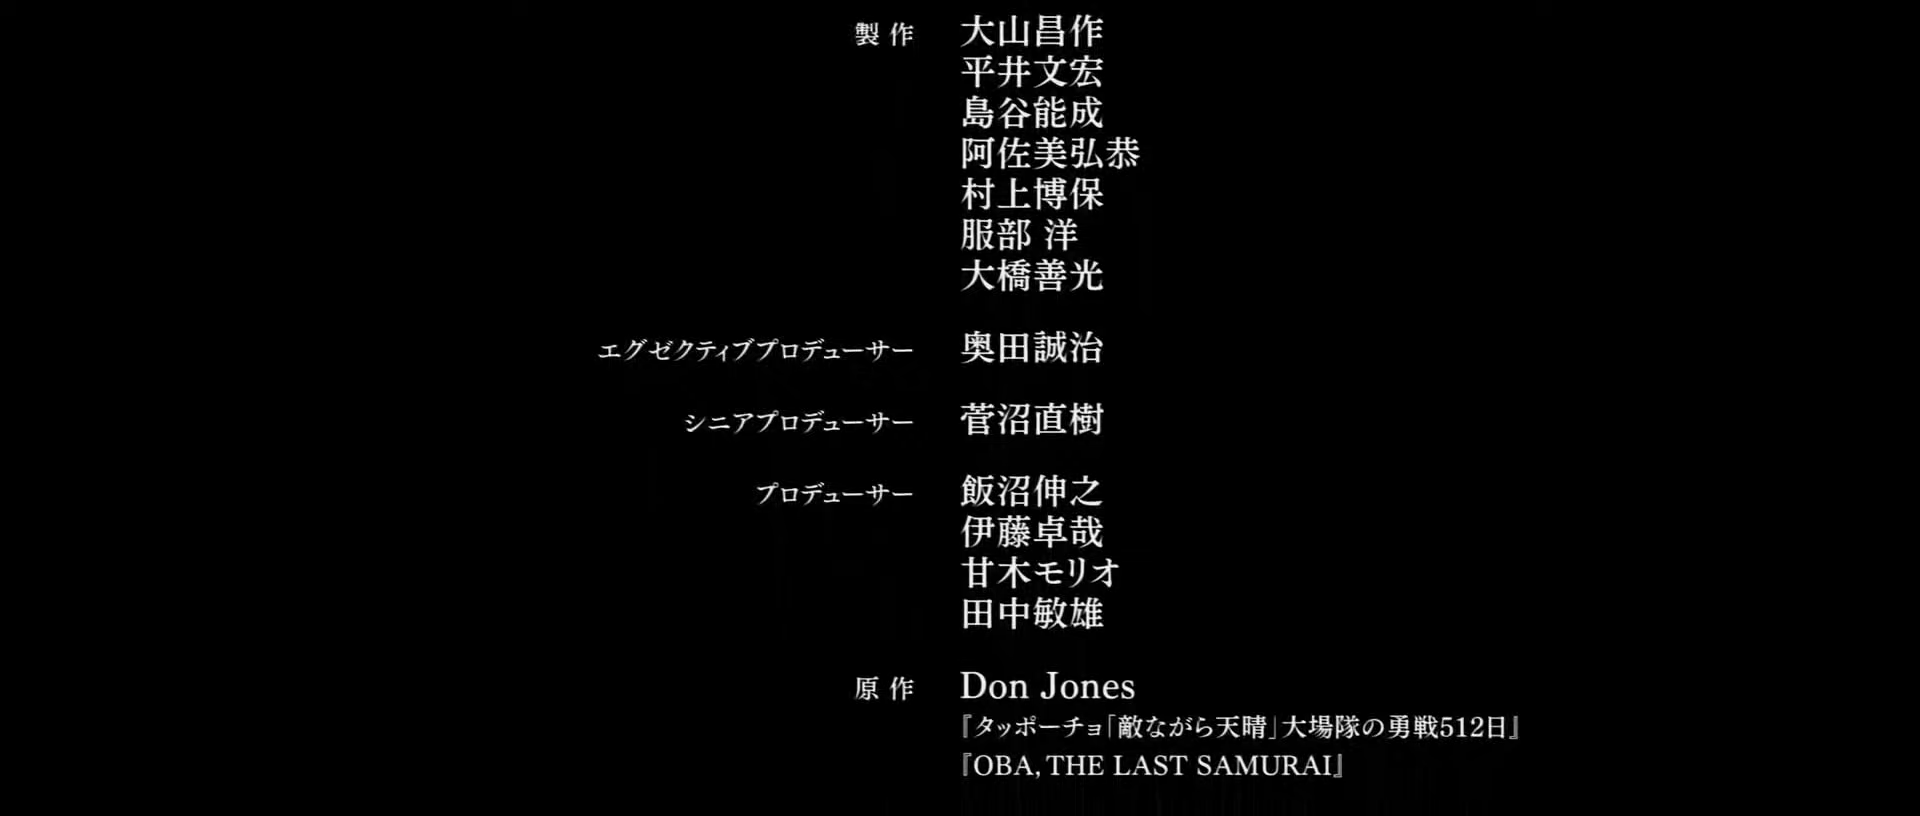 製作 大山昌作
平井文宏
島谷能成
阿佐美弘恭
村上博保
服部 洋
大橋善光
エグゼクティブプロデューサー 奥田誠治
シニアプロデューサー 菅沼直樹
プロデューサー 飯沼伸之
伊藤卓哉
甘木モリオ
田中敏雄
原作 Don Jones
『タッポーチョ「敵ながら天晴」大場隊の勇戦512日』
『OBA, THE LAST SAMURAI』